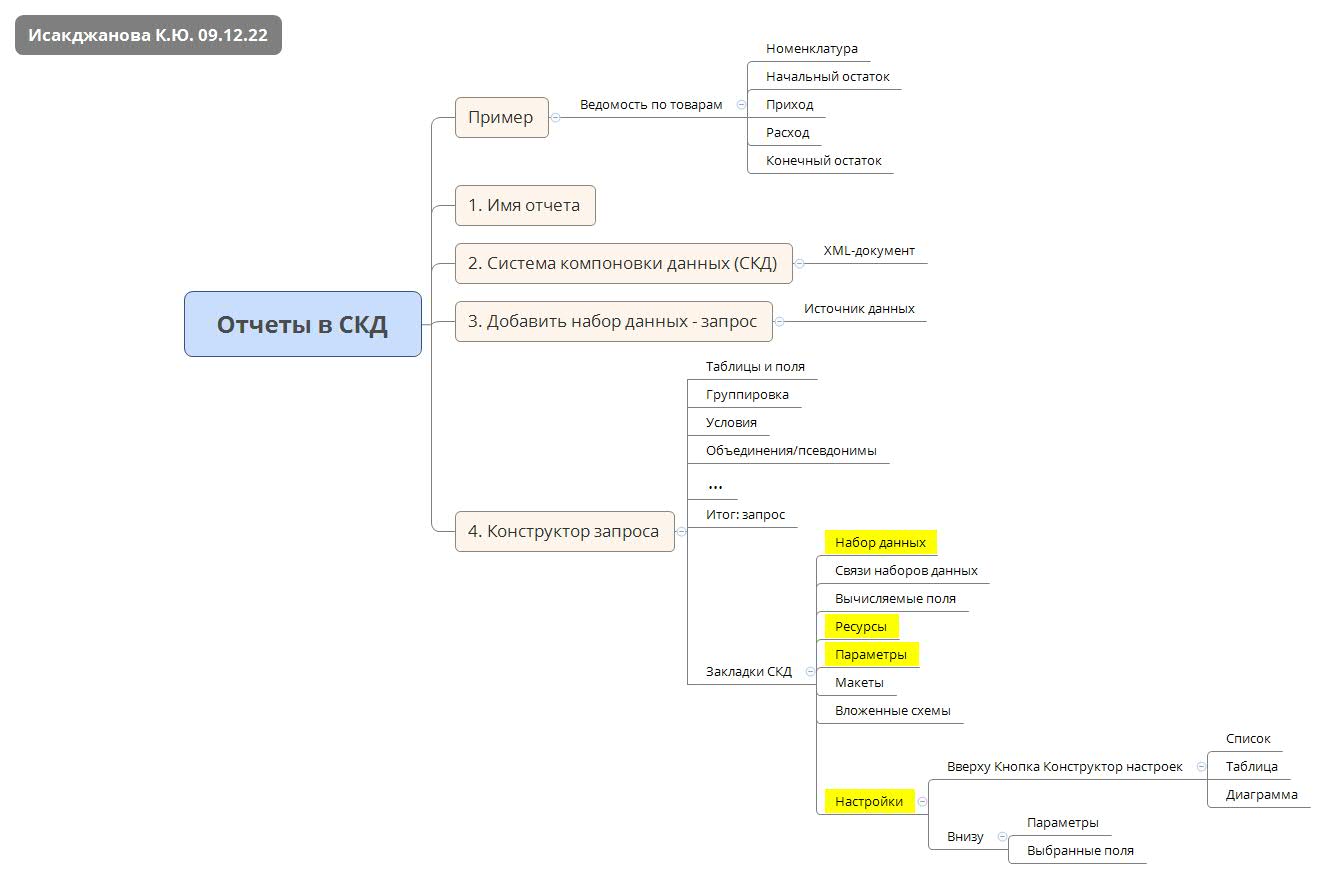 Исакджанова К.Ю. 09.12.22
Отчеты в СКД
Пример
Ведомость по товарам
Номенклатура
Начальный остаток
Приход
Расход
Конечный остаток
1. Имя отчета
2. Система компоновки данных (СКД)
XML-документ
3. Добавить набор данных - запрос
Источник данных
4. Конструктор запроса
Таблицы и поля
Группировка
Условия
Объединения/псевдонимы
...
Итог: запрос
Закладки СКД
Набор данных
Связи наборов данных
Вычисляемые поля
Ресурсы
Параметры
Макеты
Вложенные схемы
Настройки
Вверху Кнопка Конструктор настроек
Список
Таблица
Диаграмма
Внизу
Параметры
Выбранные поля